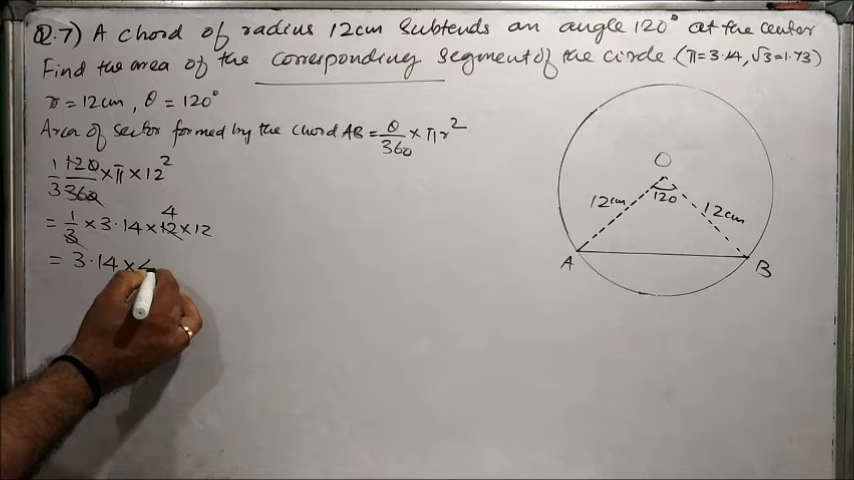 Q.7) A chord of radius 12cm subtends an angle 120° at the center
Find the area of the corresponding segment of the circle. (π=3.14, √3=1.73)
r = 12cm, θ = 120°
Area of sector formed by the chord AB = θ/360 × πr²
1/3 120/360 × π × 12²
= 1/3 × 3.14 × 12 × 12 4
= 3.14 × 4
O
120
12cm
12cm
A
B